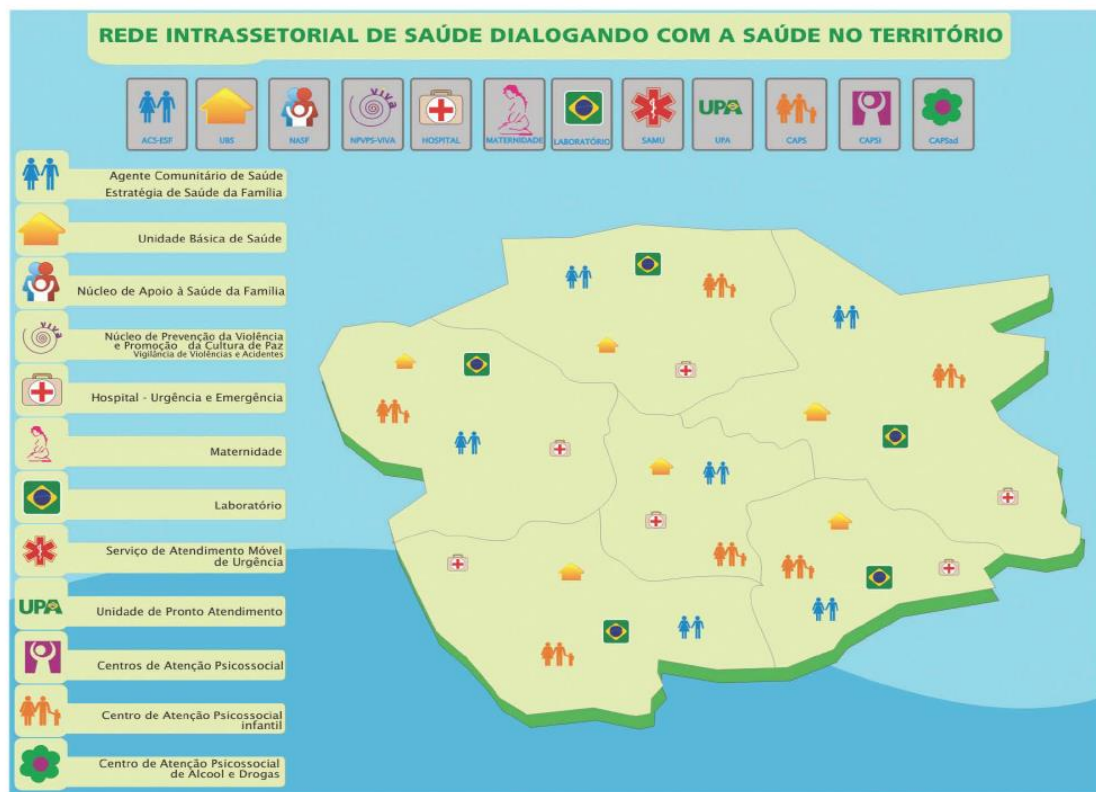 REDE INTRASSETORIAL DE SAÚDE DIALOGANDO COM A SAÚDE NO TERRITÓRIO
viva
UPA
ACS-ESF
UBS
NASF
NPVPS-VIVA
HOSPITAL
MATERNIDADE
LABORATÓRIO
SAMU
UPA
CAPS
CAPSi
CAPSad
Agente Comunitário de Saúde
Estratégia de Saúde da Família
Unidade Básica de Saúde
Núcleo de Apoio à Saúde da Família
viva
Núcleo de Prevenção da Violência
e Promoção da Cultura de Paz
Vigilância de Violências e Acidentes
Hospital - Urgência e Emergência
Maternidade
Laboratório
Serviço de Atendimento Móvel
de Urgência
UPA
Unidade de Pronto Atendimento
Centros de Atenção Psicossocial
Centro de Atenção Psicossocial
infantil
Centro de Atenção Psicossocial
de Alcool e Drogas